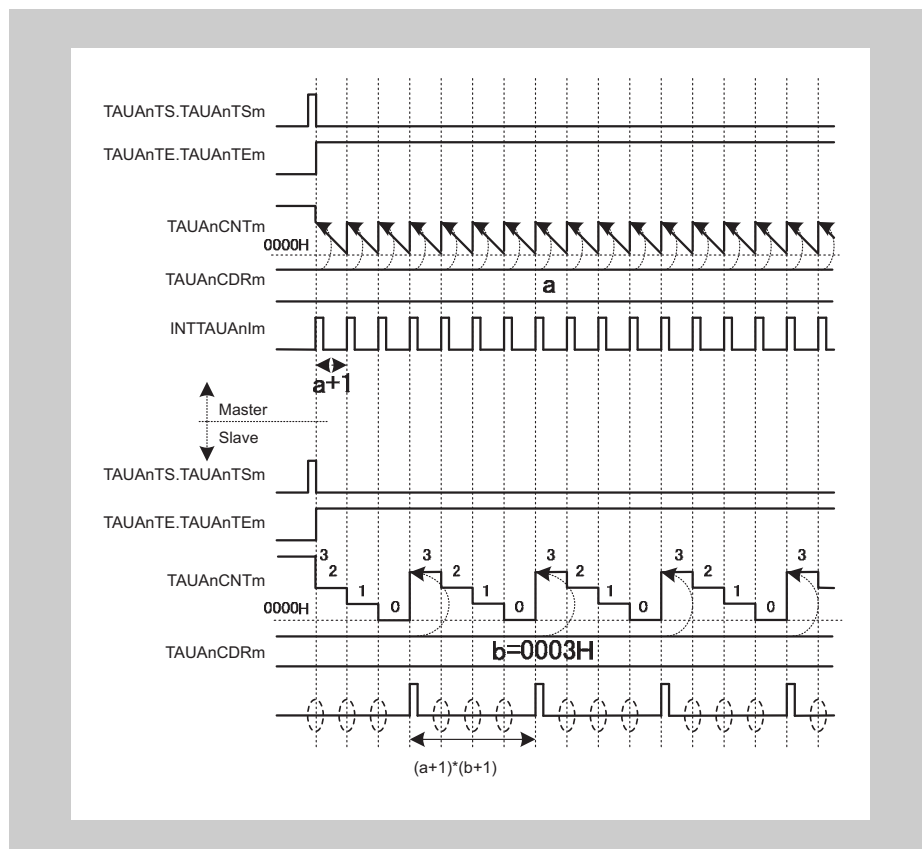 TAUAnTS.TAUAnTSm
TAUAnTE.TAUAnTEm
TAUAnCNTm
0000H
TAUAnCDRm
a
INTTAUAnIm
a+1
Master
Slave
TAUAnTS.TAUAnTSm
TAUAnTE.TAUAnTEm
3 3 3 3 3
2 2 2 2
TAUAnCNTm
1 1 1 1
0000H 0 0 0 0
b=0003H
TAUAnCDRm
(a+1)*(b+1)